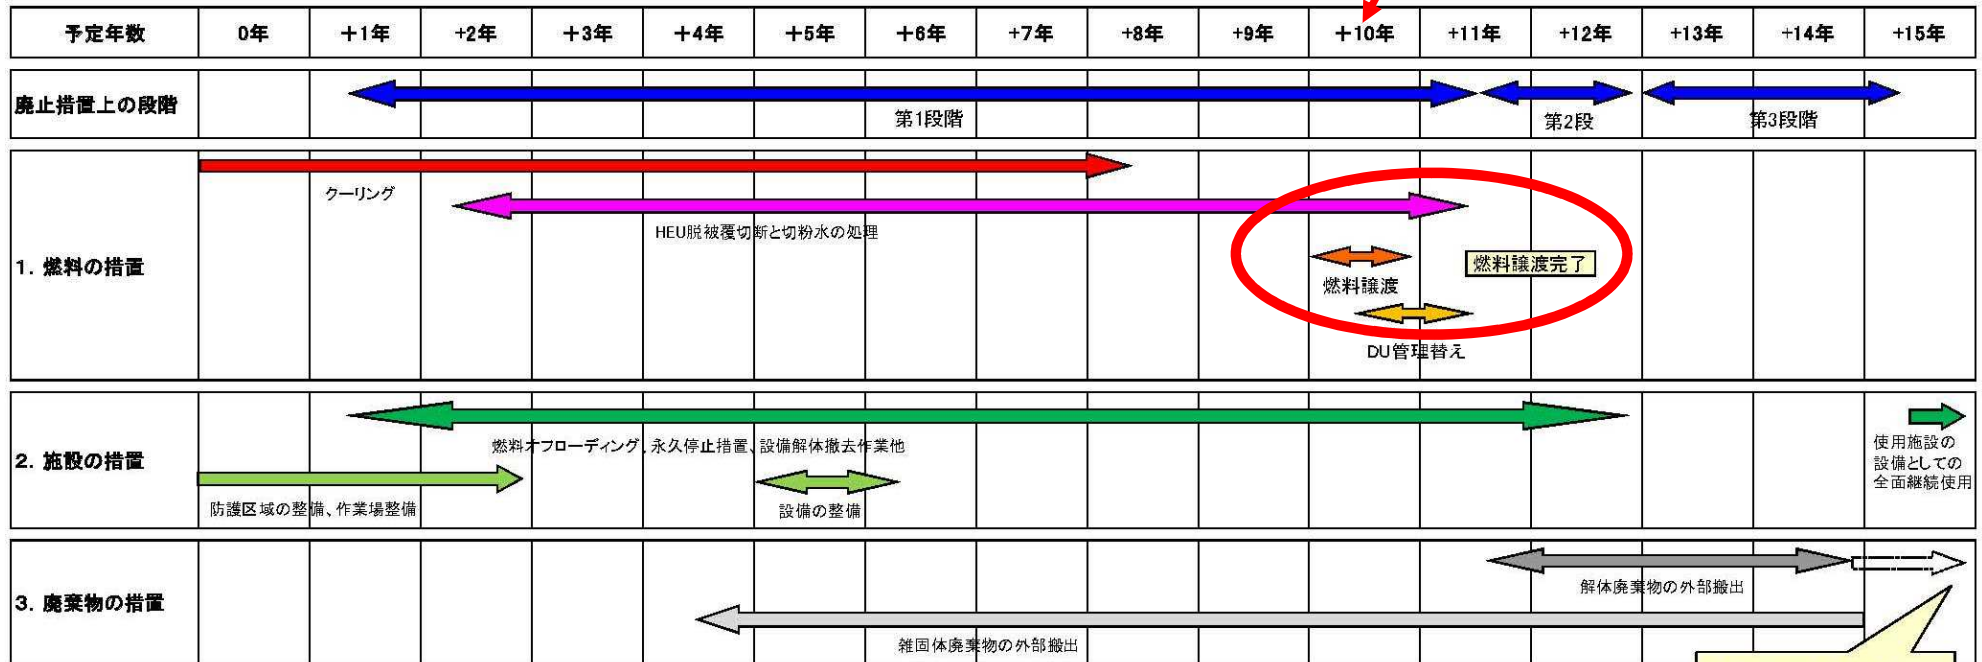 予定年数 0年 +1年 +2年 +3年 +4年 +5年 +6年 +7年 +8年 +9年 +10年 +11年 +12年 +13年 +14年 +15年
廃止措置上の段階
第1段階
第2段
第3段階
1. 燃料の措置
クーリング
HEU脱被覆切断と切粉水の処理
燃料譲渡
燃料譲渡完了
DU管理替え
2. 施設の措置
燃料オフローディング、永久停止措置、設備解体撤去作業他
防護区域の整備、作業場整備
設備の整備
使用施設の
設備としての
全面継続使用
3. 廃棄物の措置
解体廃棄物の外部搬出
雑固体廃棄物の外部搬出